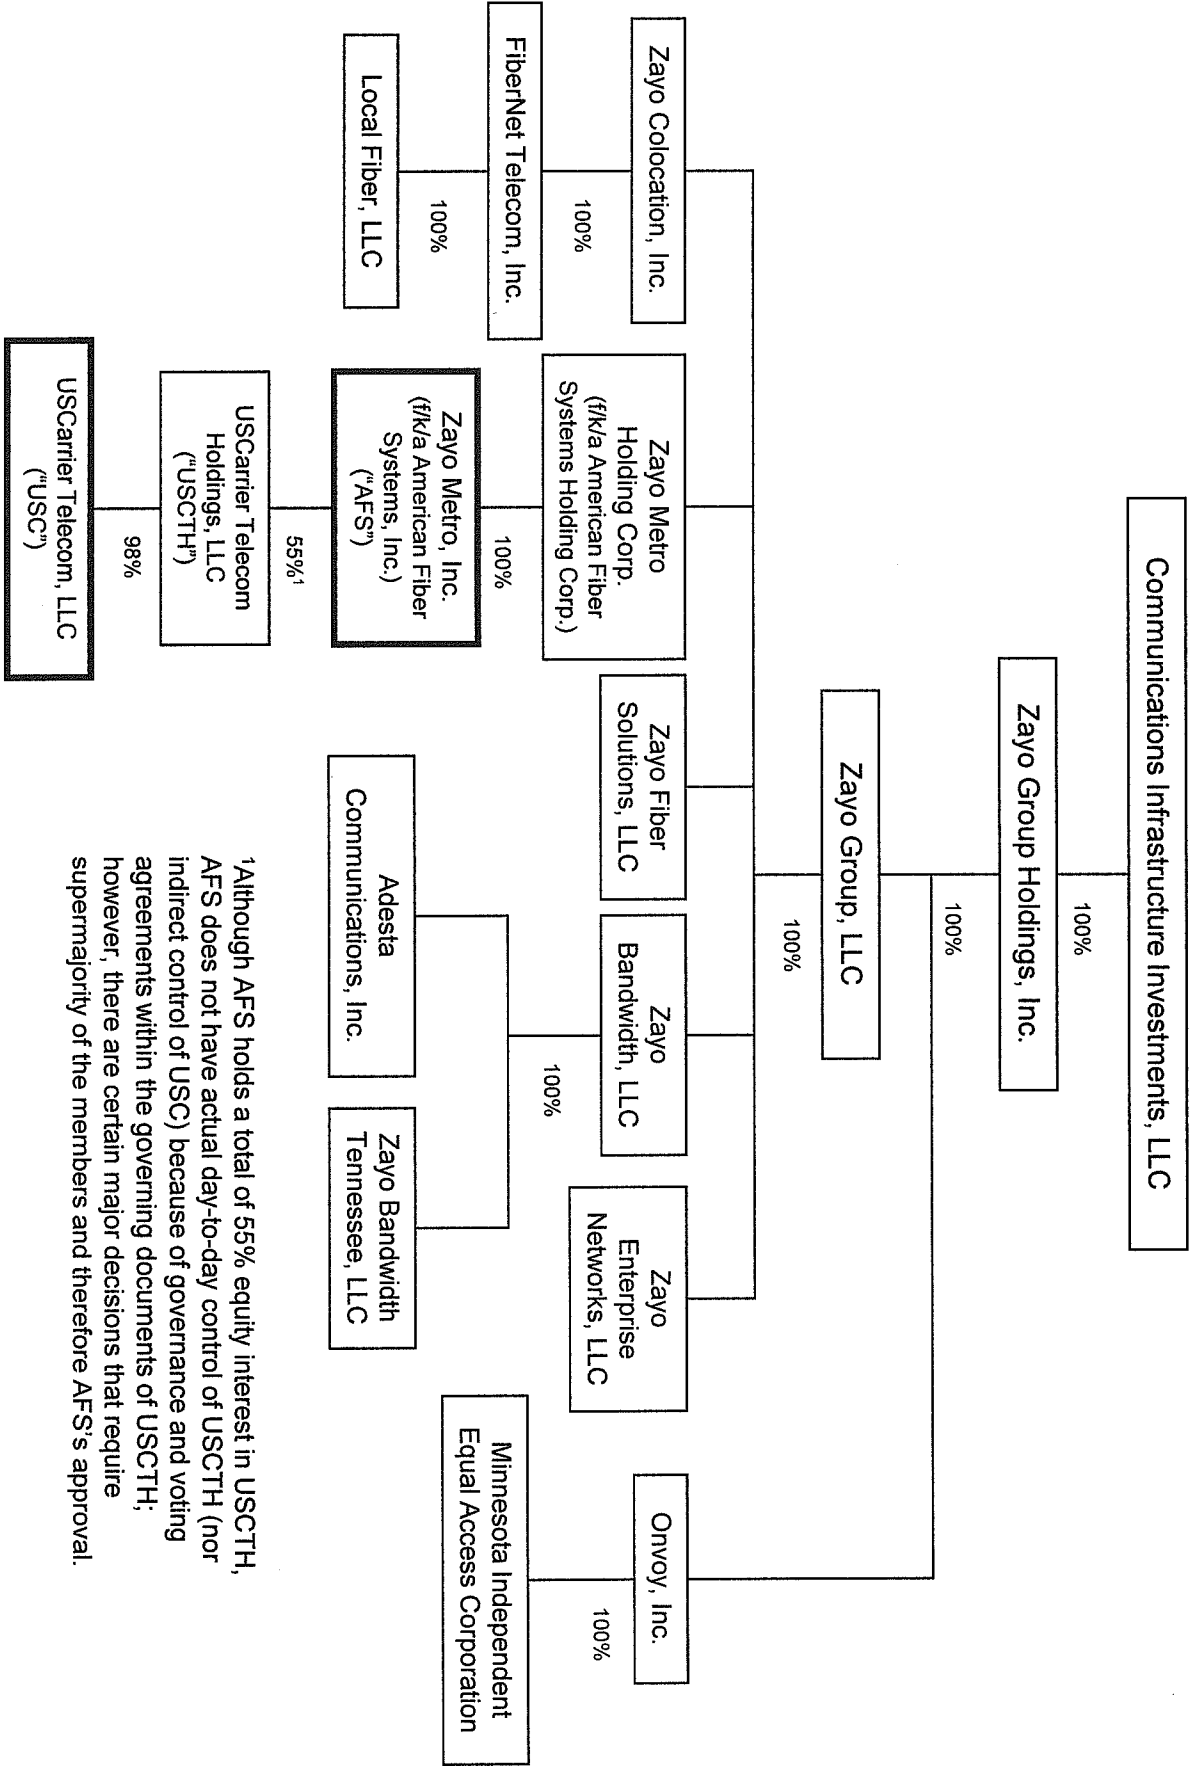 Communications Infrastructure Investments, LLC
100%
Zayo Group Holdings, Inc.
100%
Zayo Group, LLC
100%
Zayo Colocation, Inc.
100%
FiberNet Telecom, Inc.
100%
Local Fiber, LLC
Zayo Metro
Holding Corp.
(f/k/a American Fiber
Systems Holding Corp.)
100%
Zayo Metro, Inc.
(f/k/a American Fiber
Systems, Inc.)
(“AFS”)
55%¹
USCarrier Telecom
Holdings, LLC
(“USCTH”)
98%
USCarrier Telecom, LLC
(“USC”)
Zayo Fiber
Solutions, LLC
Zayo
Bandwidth, LLC
100%
Adesta
Communications, Inc.
Zayo Bandwidth
Tennessee, LLC
Zayo
Enterprise
Networks, LLC
Onvoy, Inc.
100%
Minnesota Independent
Equal Access Corporation
¹Although AFS holds a total of 55% equity interest in USCTH,
AFS does not have actual day-to-day control of USCTH (nor
indirect control of USC) because of governance and voting
agreements within the governing documents of USCTH;
however, there are certain major decisions that require
supermajority of the members and therefore AFS’s approval.